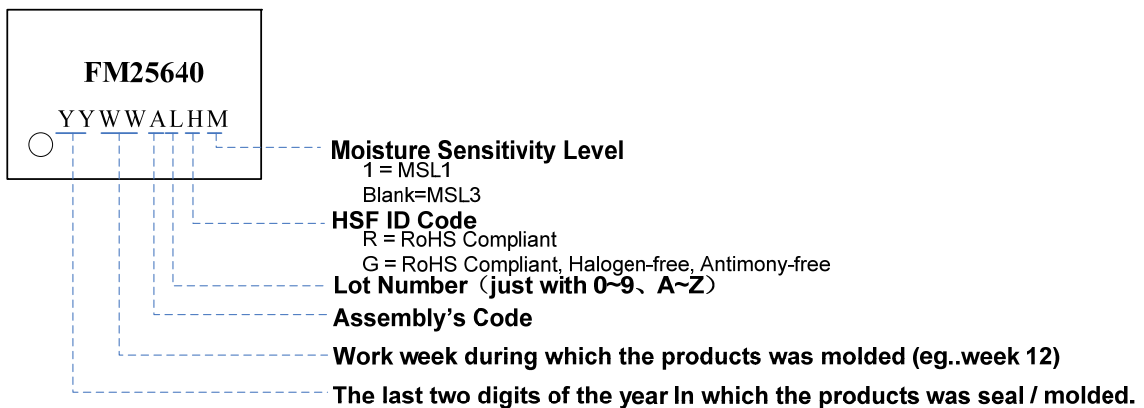 FM25640
YYWWALHM
Moisture Sensitivity Level
1 = MSL1
Blank=MSL3
HSF ID Code
R = RoHS Compliant
G = RoHS Compliant, Halogen-free, Antimony-free
Lot Number（just with 0~9、A~Z）
Assembly's Code
Work week during which the products was molded (eg..week 12)
The last two digits of the year In which the products was seal / molded.